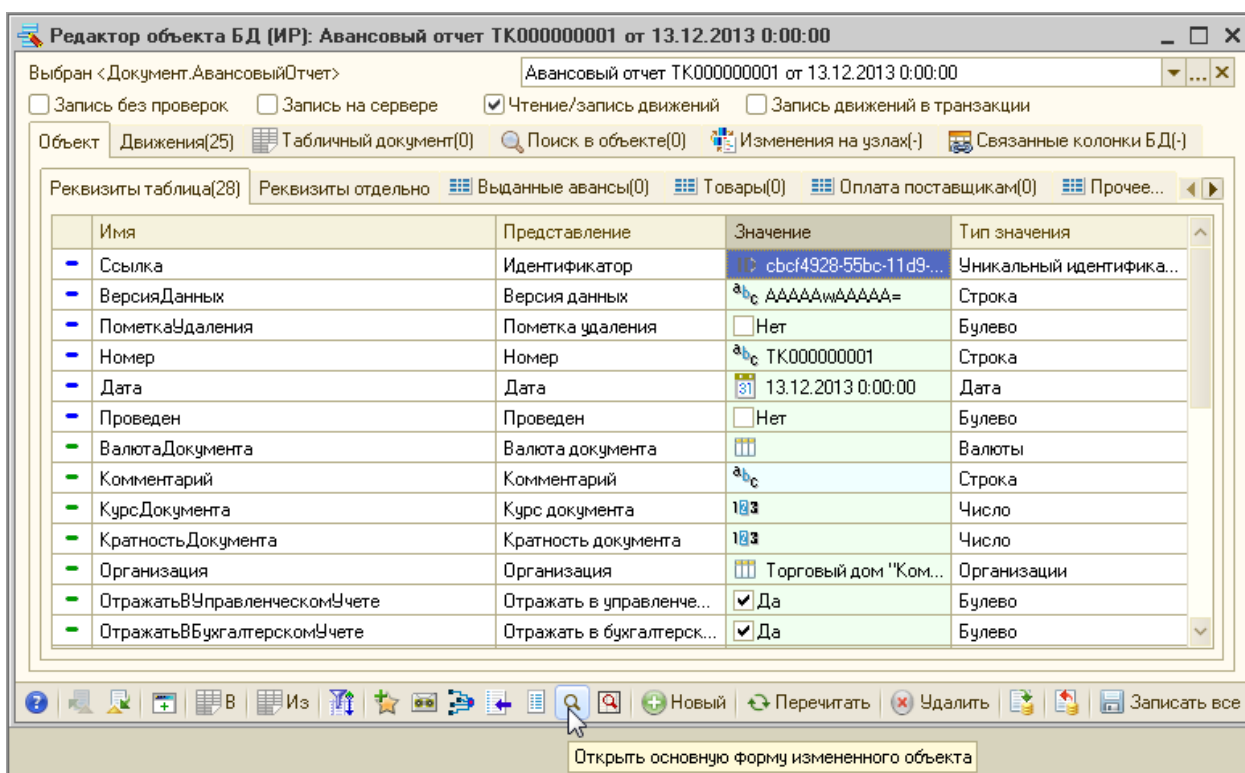 Редактор объекта БД (ИР): Авансовый отчет ТК000000001 от 13.12.2013 0:00:00
Выбран <Документ.АвансовыйОтчет> Авансовый отчет ТК000000001 от 13.12.2013 0:00:00 ...
Запись без проверок Запись на сервере Чтение/запись движений Запись движений в транзакции
Объект Движения(25) Табличный документ(0) Поиск в объекте(0) Изменения на узлах(-) Связанные колонки БД(-)
Реквизиты таблица(28) Реквизиты отдельно Выданные авансы(0) Товары(0) Оплата поставщикам(0) Прочее...
Имя Представление Значение Тип значения
Ссылка Идентификатор cbcf4928-55bc-11d9-... Уникальный идентифика...
ВерсияДанных Версия данных abc AAAAAwAAAAA= Строка
ПометкаУдаления Пометка удаления Нет Булево
Номер Номер abc ТК000000001 Строка
Дата Дата 31 13.12.2013 0:00:00 Дата
Проведен Проведен Нет Булево
ВалютаДокумента Валюта документа Валюты
Комментарий Комментарий abc Строка
КурсДокумента Курс документа 123 Число
КратностьДокумента Кратность документа 123 Число
Организация Организация Торговый дом "Ком... Организации
ОтражатьВУправленческомУчете Отражать в управленче... Да Булево
ОтражатьВБухгалтерскомУчете Отражать в бухгалтерск... Да Булево
? В Из Новый Перечитать Удалить Записать все
Открыть основную форму измененного объекта